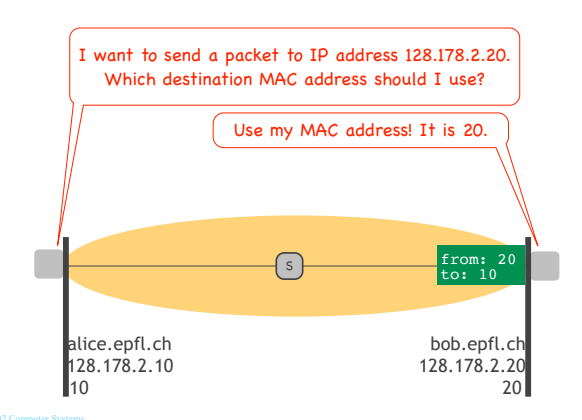 I want to send a packet to IP address 128.178.2.20.
Which destination MAC address should I use?
Use my MAC address! It is 20.
S
from: 20
to: 10
alice.epfl.ch
128.178.2.10
10
bob.epfl.ch
128.178.2.20
20
Computer Systems